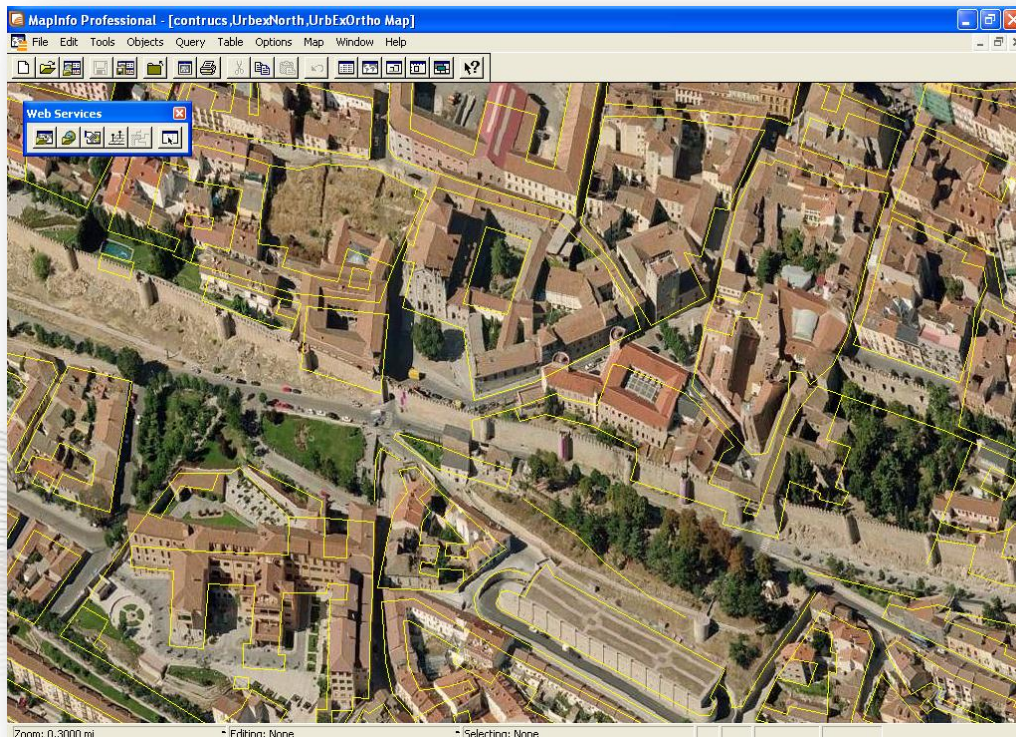 MapInfo Professional - [contrucs,UrbexNorth,UrbExOrtho Map]
File Edit Tools Objects Query Table Options Map Window Help
Web Services
Zoom: 0.3000 mi Editing: None Selecting: None